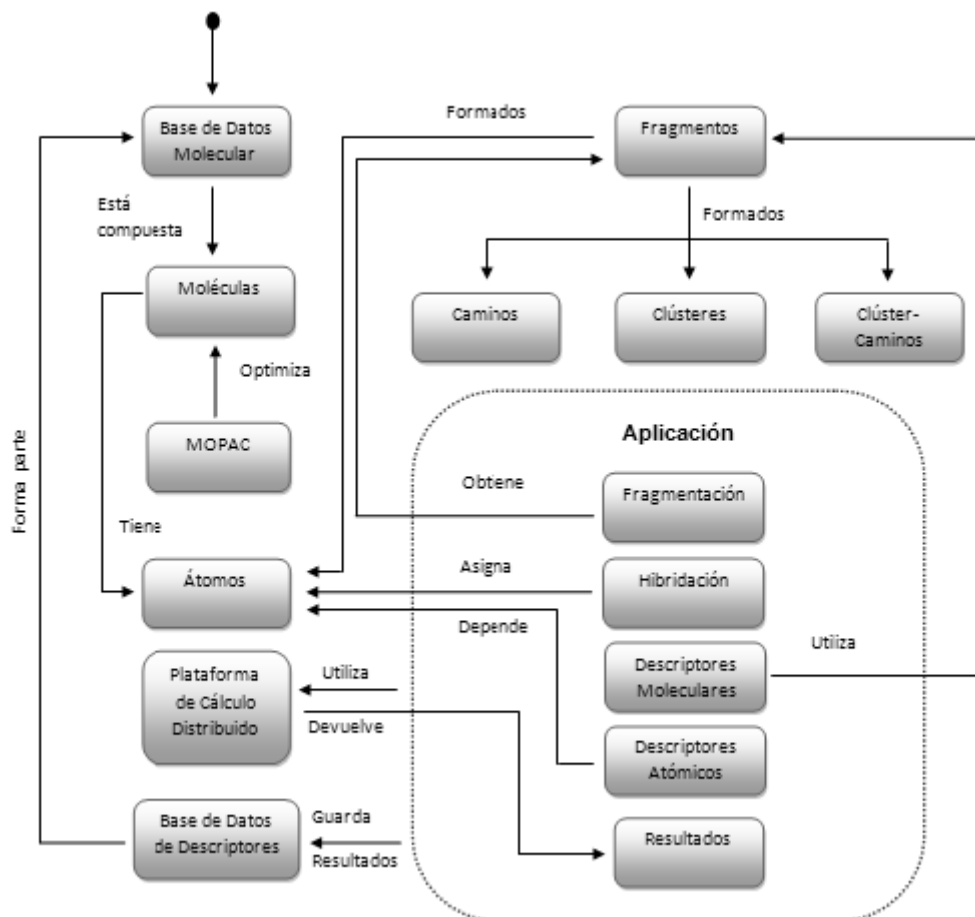 Base de Datos
Molecular
Formados
Fragmentos
Está
compuesta
Formados
Moléculas
Caminos
Clústeres
Clúster-
Caminos
Optimiza
MOPAC
Aplicación
Forma parte
Obtene
Fragmentación
Tiene
Átomos
Asigna
Hibridación
Depende
Utiliza
Descriptores
Moleculares
Plataforma
de Cálculo
Distribuido
Utiliza
Devuelve
Descriptores
Atómicos
Base de Datos
de Descriptores
Guarda
Resultados
Resultados